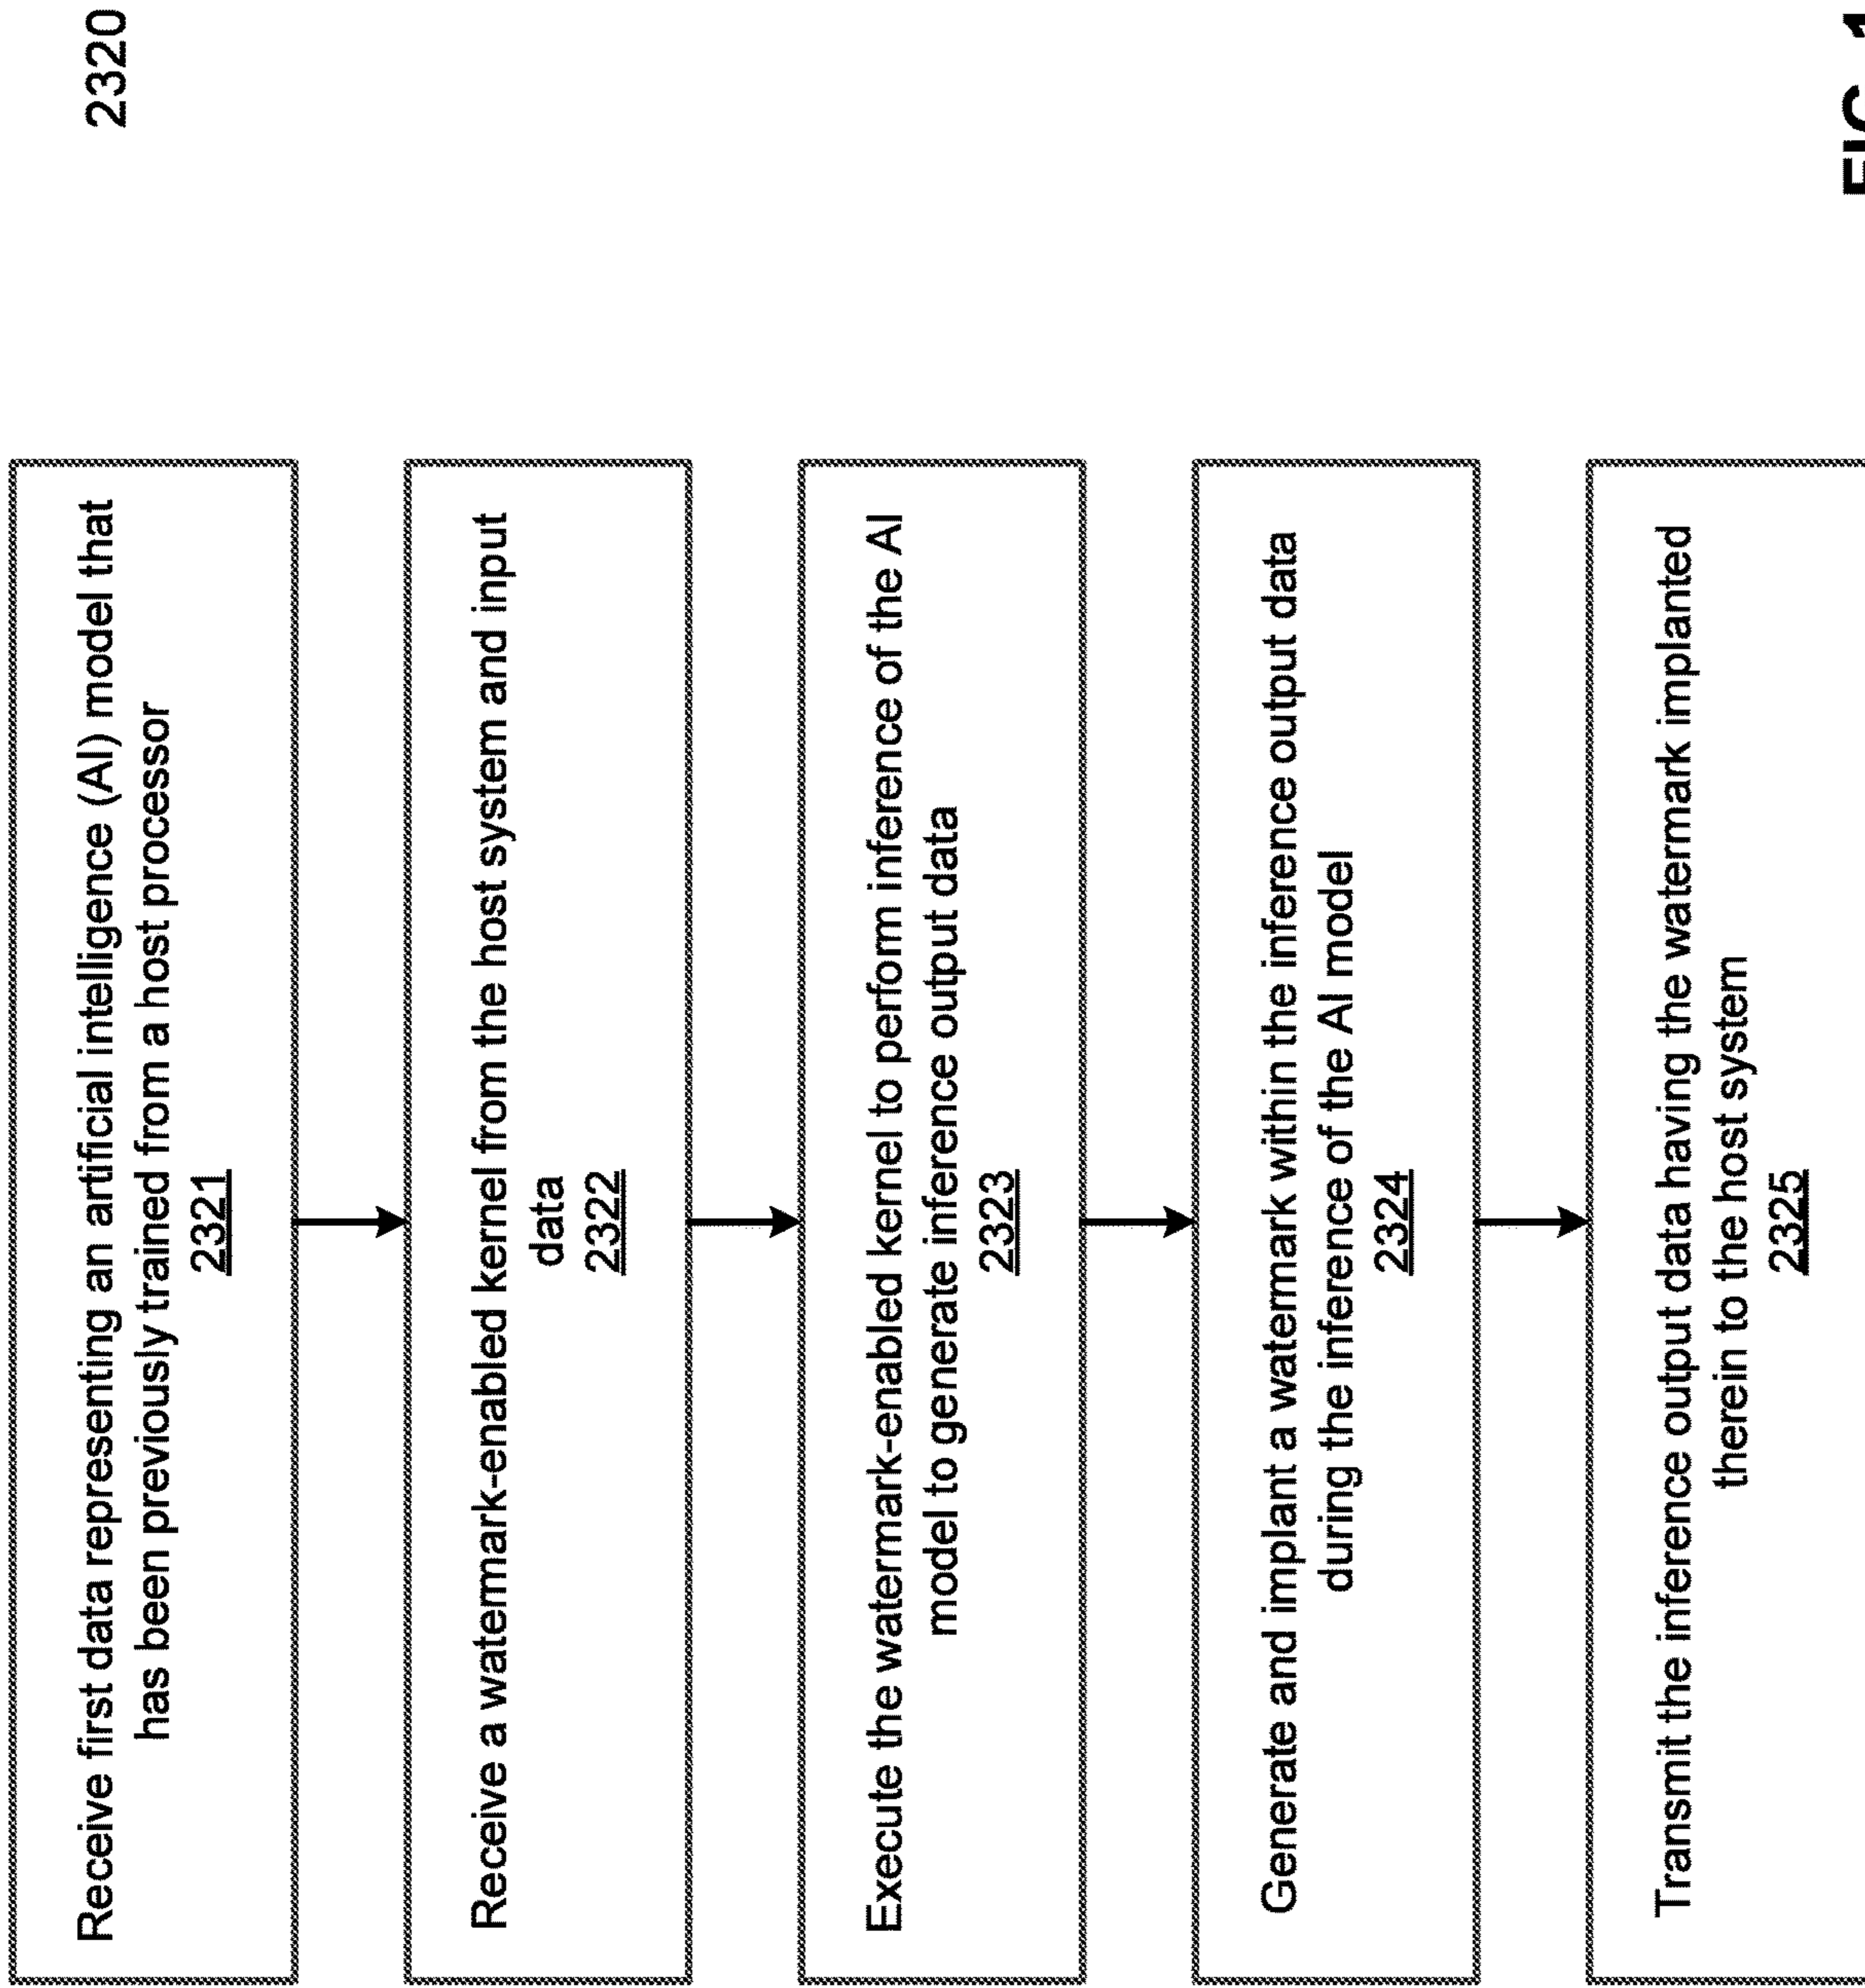 2320
Receive first data representing an artificial intelligence (AI) model that
has been previously trained from a host processor
2321
Receive a watermark-enabled kernel from the host system and input
data
2322
Execute the watermark-enabled kernel to perfom inference of the AI
model to generate inference output data
2323
Generate and implant a watermark within the inference output data
during the inference of the AI model
2324
Transmit the inference output data having the watermark implanted
therein to the host system
2325
FIG. 1